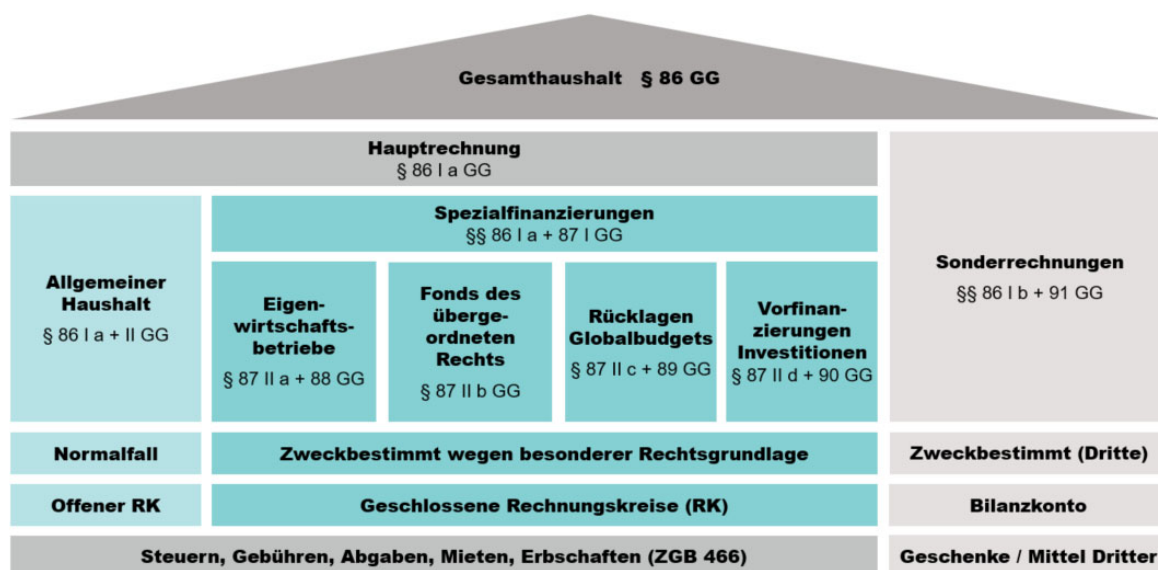 Gesamthaushalt § 86 GG
Hauptrechnung
§ 86 I a GG
Spezialfinanzierungen
§§ 86 I a + 87 I GG
Allgemeiner
Haushalt
§ 86 I a + II GG
Eigen-
wirtschafts-
betriebe
§ 87 II a + 88 GG
Fonds des
überge-
ordneten
Rechts
§ 87 II b GG
Rücklagen
Globalbudgets
§ 87 II c + 89 GG
Vorfinan-
zierungen
Investitionen
§ 87 II d + 90 GG
Sonderrechnungen
§§ 86 I b + 91 GG
Normalfall
Zweckbestimmt wegen besonderer Rechtsgrundlage
Zweckbestimmt (Dritte)
Offener RK
Geschlossene Rechnungskreise (RK)
Bilanzkonto
Steuern, Gebühren, Abgaben, Mieten, Erbschaften (ZGB 466)
Geschenke / Mittel Dritter